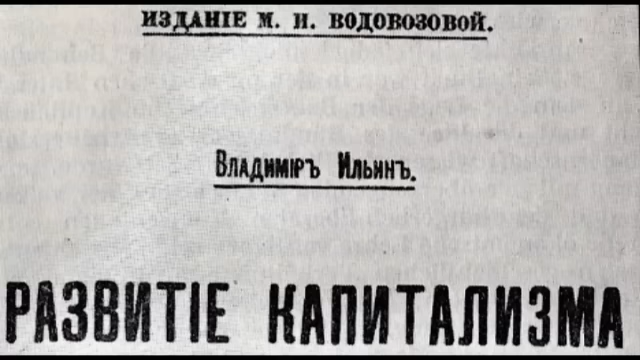 ИЗДАНІЕ М. И. ВОДОВОЗОВОЙ.
ВЛАДИМІРЪ ИЛЬИНЪ.
РАЗВИТІЕ КАПИТАЛИЗМА